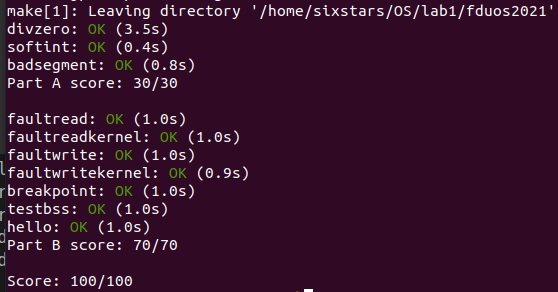 make[1]: Leaving directory '/home/sixstars/OS/lab1/fduos2021'
divzero: OK (3.5s)
softint: OK (0.4s)
badsegment: OK (0.8s)
Part A score: 30/30
faultread: OK (1.0s)
faultreadkernel: OK (1.0s)
faultwrite: OK (1.0s)
faultwritekernel: OK (0.9s)
breakpoint: OK (1.0s)
testbss: OK (1.0s)
hello: OK (1.0s)
Part B score: 70/70
Score: 100/100